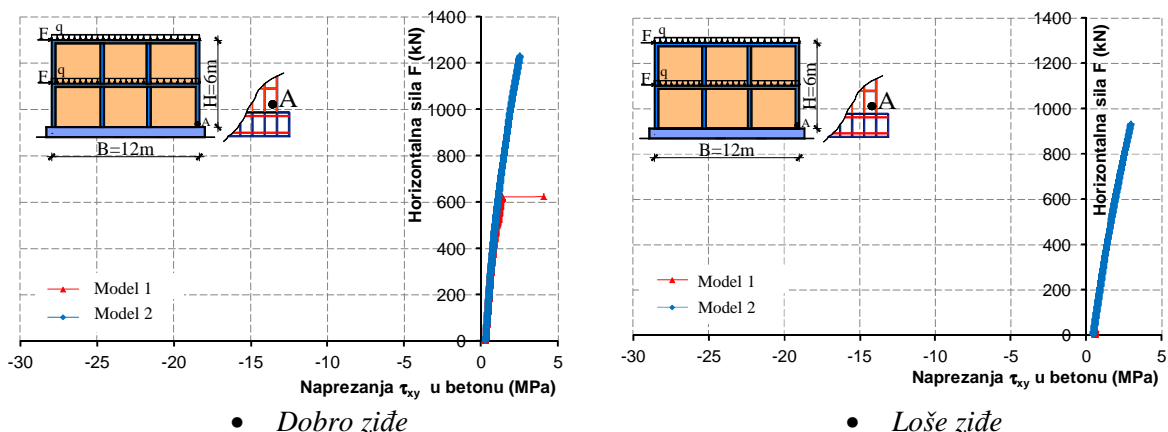 1400
1200
1000
800
600
400
200
0
Horizontalna sila F (kN)
-30 -25 -20 -15 -10 -5 0 5
Naprezanja τxy u betonu (MPa)
F q
F q
H=6m
A
B=12m
A
Model 1
Model 2
• Dobro ziđe
1400
1200
1000
800
600
400
200
0
Horizontalna sila F (kN)
-30 -25 -20 -15 -10 -5 0 5
Naprezanja τxy u betonu (MPa)
F q
F q
H=6m
A
B=12m
A
Model 1
Model 2
• Loše ziđe